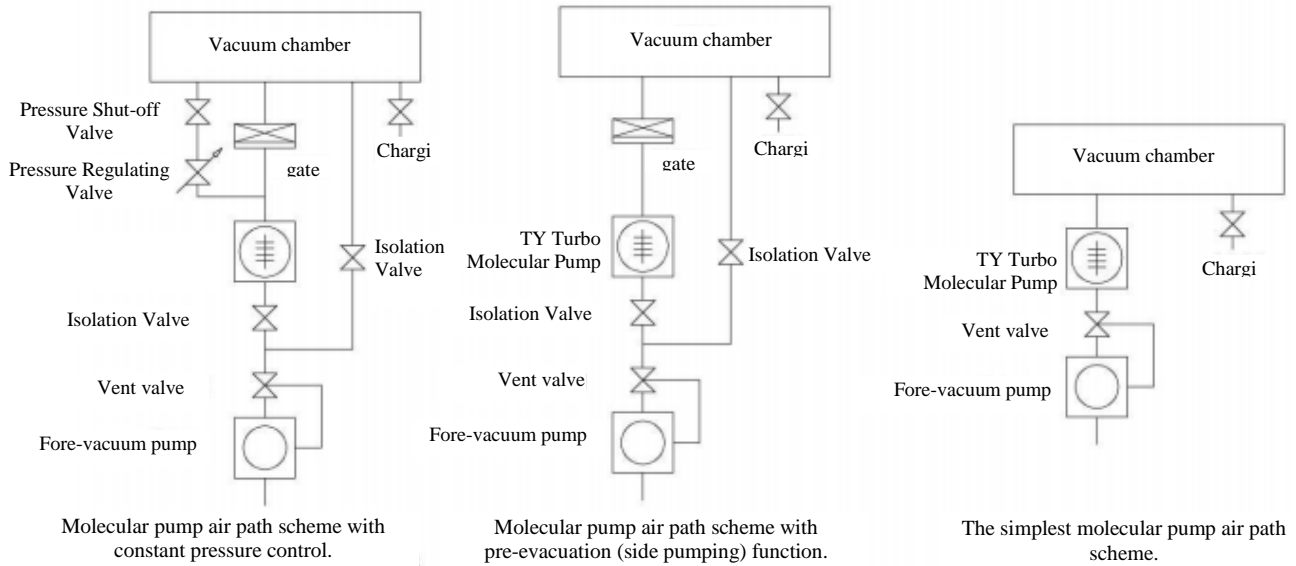 Vacuum chamber
Pressure Shut-off
Valve
Pressure Regulating
Valve
gate
Chargi
Isolation
Valve
Isolation Valve
Vent valve
Fore-vacuum pump
Molecular pump air path scheme with
constant pressure control.
Vacuum chamber
Chargi
gate
TY Turbo
Molecular Pump
Isolation Valve
Isolation Valve
Vent valve
Fore-vacuum pump
Molecular pump air path scheme with
pre-evacuation (side pumping) function.
Vacuum chamber
TY Turbo
Molecular Pump
Chargi
Vent valve
Fore-vacuum pump
The simplest molecular pump air path
scheme.